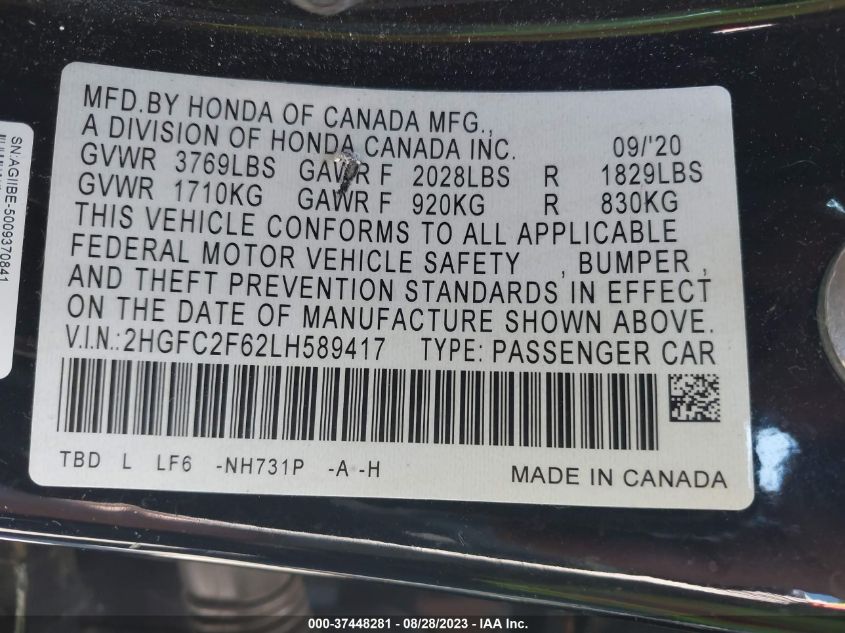 MFD.BY HONDA OF CANADA MFG.,
A DIVISION OF HONDA CANADA INC. 09/'20
GVWR 3769LBS GAWR F 2028LBS R 1829LBS
GVWR 1710KG GAWR F 920KG R 830KG
THIS VEHICLE CONFORMS TO ALL APPLICABLE
FEDERAL MOTOR VEHICLE SAFETY , BUMPER ,
AND THEFT PREVENTION STANDARDS IN EFFECT
ON THE DATE OF MANUFACTURE SHOWN ABOVE.
V.I.N.: 2HGFC2F62LH589417 TYPE: PASSENGER CAR
TBD L LF6 -NH731P -A -H
MADE IN CANADA
SN:AGIIBE-5009370841
000-37448281 - 08/28/2023 - IAA Inc.